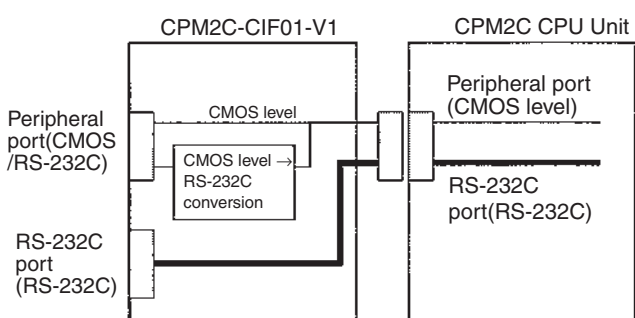 CPM2C-CIF01-V1
CPM2C CPU Unit
Peripheral
port(CMOS
/RS-232C)
CMOS level
CMOS level →
RS-232C
conversion
RS-232C
port
(RS-232C)
Peripheral port
(CMOS level)
RS-232C
port(RS-232C)